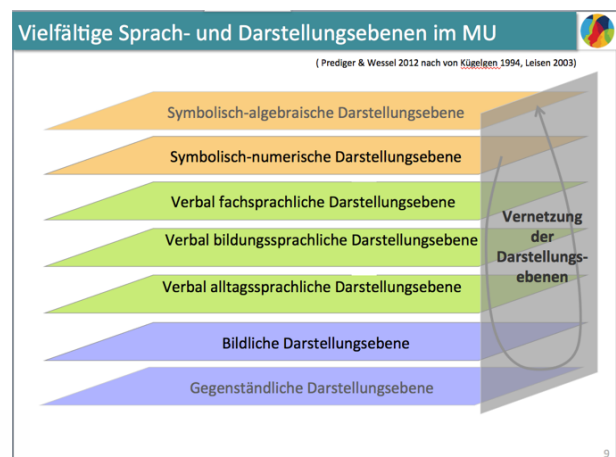 Vielfältige Sprach- und Darstellungsebenen im MU
( Prediger & Wessel 2012 nach von Kügelgen 1994, Leisen 2003)
Symbolisch-algebraische Darstellungsebene
Symbolisch-numerische Darstellungsebene
Verbal fachsprachliche Darstellungsebene
Verbal bildungssprachliche Darstellungsebene
Verbal alltagssprachliche Darstellungsebene
Bildliche Darstellungsebene
Gegenständliche Darstellungsebene
Vernetzung
der
Darstellungs-
ebenen
9